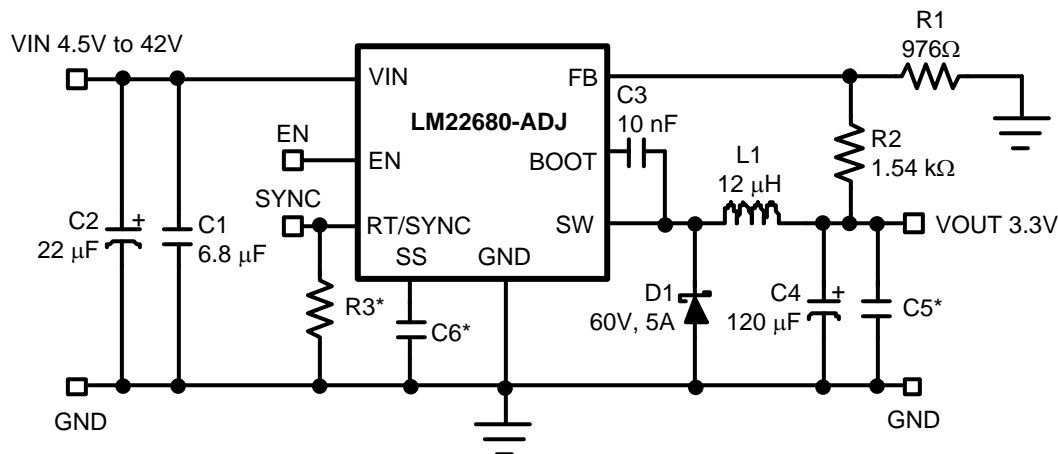 R1
976Ω
VIN 4.5V to 42V
VIN
FB
C3
10 nF
LM22680-ADJ
R2
1.54 kΩ
EN
EN
BOOT
L1
12 μH
SYNC
RT/SYNC
SW
VOUT 3.3V
C2
22 μF
+
C1
6.8 μF
SS
GND
R3*
C6*
D1
60V, 5A
C4
120 μF
+
C5*
GND
GND